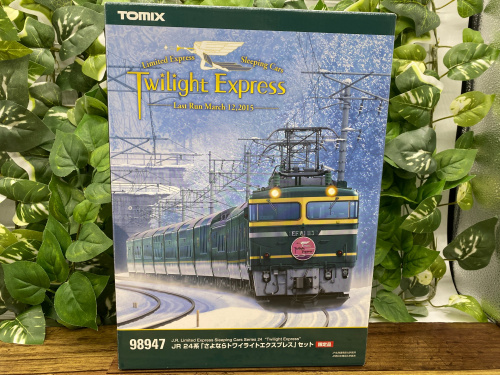 TOMIX
Limited Express Sleeping Cars
Twilight Express
Last Run March 12, 2015
98947
J.R. Limited Express Sleeping Cars Series 24 "Twilight Express"
JR 24系「さよならトワイライトエクスプレス」セット 限定品